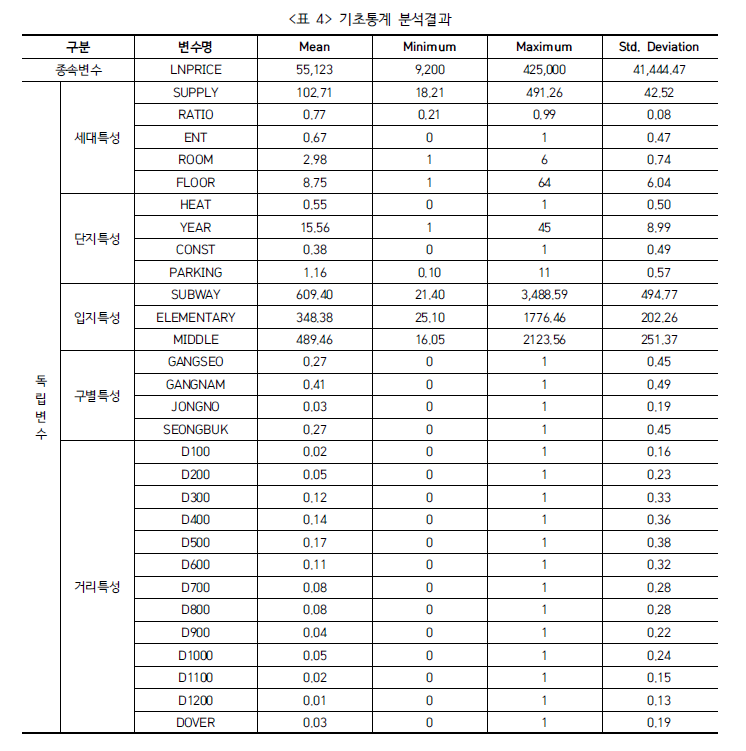 <표 4> 기초통계 분석결과
구분 변수명 Mean Minimum Maximum Std. Deviation
종속변수 LNPRICE 55,123 9,200 425,000 41,444.47
독립변수
세대특성
SUPPLY 102.71 18.21 491.26 42.52
RATIO 0.77 0.21 0.99 0.08
ENT 0.67 0 1 0.47
ROOM 2.98 1 6 0.74
FLOOR 8.75 1 64 6.04
단지특성
HEAT 0.55 0 1 0.50
YEAR 15.56 1 45 8.99
CONST 0.38 0 1 0.49
PARKING 1.16 0.10 11 0.57
입지특성
SUBWAY 609.40 21.40 3,488.59 494.77
ELEMENTARY 348.38 25.10 1776.46 202.26
MIDDLE 489.46 16.05 2123.56 251.37
구별특성
GANGSEO 0.27 0 1 0.45
GANGNAM 0.41 0 1 0.49
JONGNO 0.03 0 1 0.19
SEONGBUK 0.27 0 1 0.45
거리특성
D100 0.02 0 1 0.16
D200 0.05 0 1 0.23
D300 0.12 0 1 0.33
D400 0.14 0 1 0.36
D500 0.17 0 1 0.38
D600 0.11 0 1 0.32
D700 0.08 0 1 0.28
D800 0.08 0 1 0.28
D900 0.04 0 1 0.22
D1000 0.05 0 1 0.24
D1100 0.02 0 1 0.15
D1200 0.01 0 1 0.13
DOVER 0.03 0 1 0.19